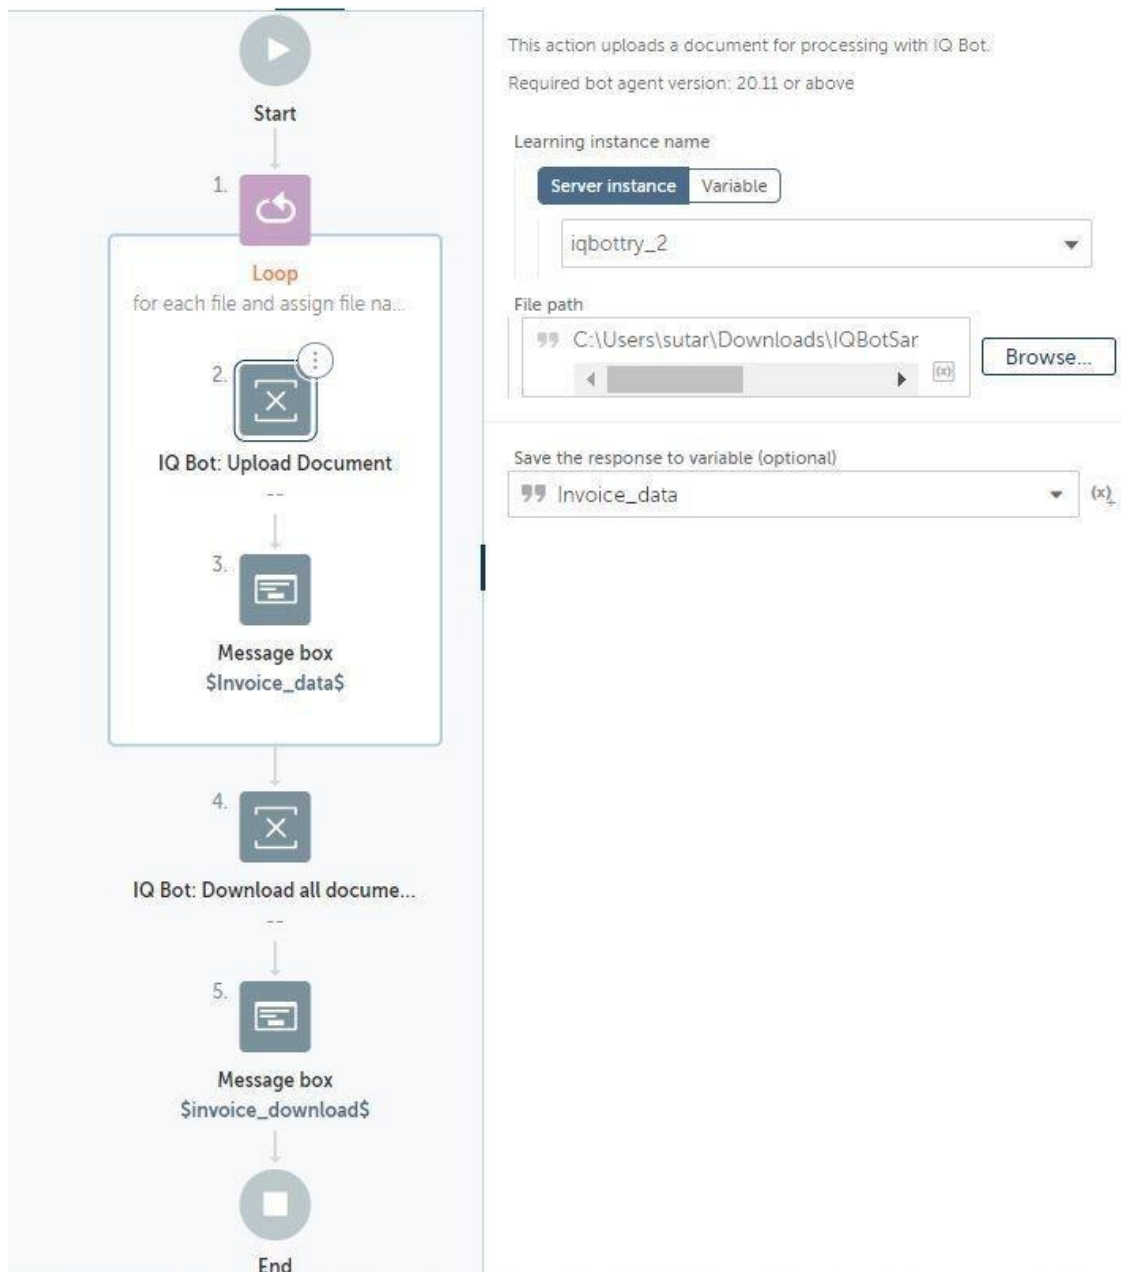 Start
1.
Loop
for each file and assign file na...
2.
IQ Bot: Upload Document
--
3.
Message box
$Invoice_data$
4.
IQ Bot: Download all docume...
--
5.
Message box
$invoice_download$
End
This action uploads a document for processing with IQ Bot.
Required bot agent version: 20.11 or above
Learning instance name
Server instance Variable
iqbottry_2
File path
C:\Users\sutar\Downloads\IQBotSar
(x)
Browse...
Save the response to variable (optional)
Invoice_data
(x)+